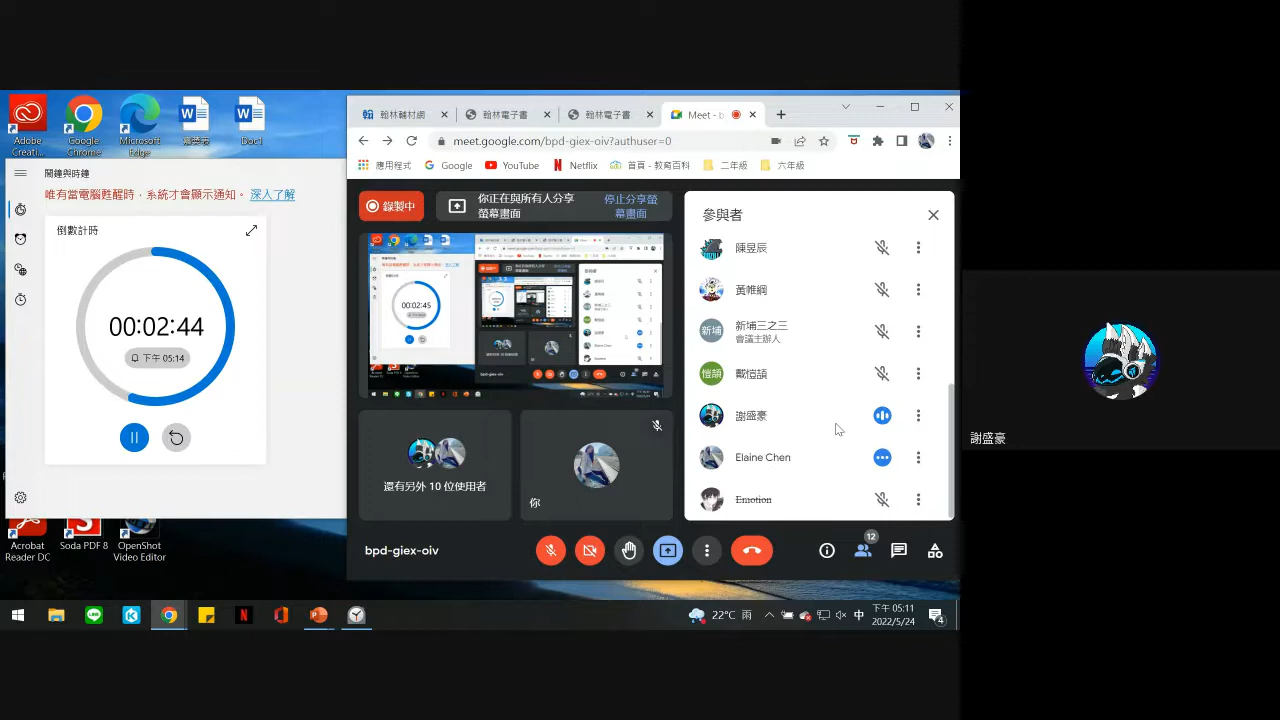 Adobe
Creati...
Google
Chrome
Microsoft
Edge
Doc1
鬧鐘與時鐘
唯有當電腦甦醒時，系統才會顯示通知。 深入了解
倒數計時
00:02:44
下午 05:14
Acrobat
Reader DC
Soda PDF 8
OpenShot
Video Editor
翰林輔材網
翰林電子書
翰林電子書
Meet - b
meet.google.com/bpd-giex-oiv?authuser=0
應用程式
Google
YouTube
Netflix
首頁 - 教育百科
二年級
六年級
錄製中
你正在與所有人分享
螢幕畫面
停止分享螢
幕畫面
00:02:45
還有另外 10 位使用者
你
參與者
陳昱辰
黃帷綱
新埔
新埔三之三
會議主辦人
愷頡
戴愷頡
謝盛豪
Elaine Chen
Emotion
bpd-giex-oiv
12
22°C 雨
中
下午 05:11
2022/5/24
4
謝盛豪